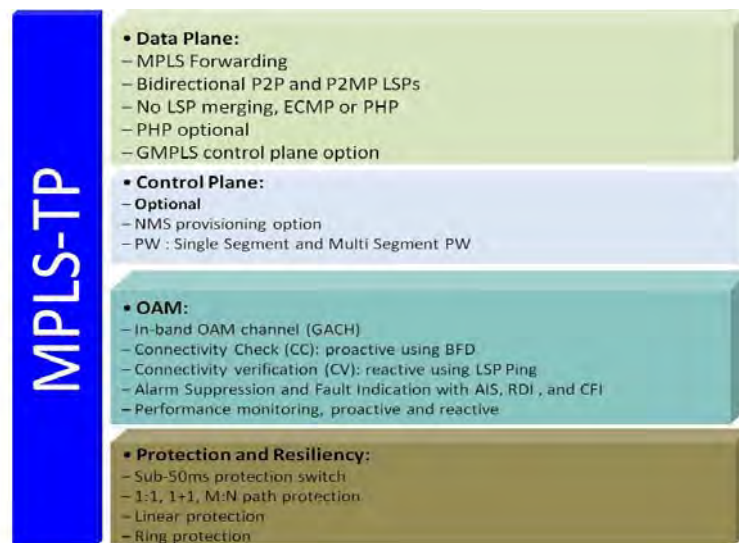 MPLS-TP
• Data Plane:
– MPLS Forwarding
– Bidirectional P2P and P2MP LSPs
– No LSP merging, ECMP or PHP
– PHP optional
– GMPLS control plane option
• Control Plane:
– Optional
– NMS provisioning option
– PW : Single Segment and Multi Segment PW
• OAM:
– In-band OAM channel (GACH)
– Connectivity Check (CC): proactive using BFD
– Connectivity verification (CV): reactive using LSP Ping
– Alarm Suppression and Fault Indication with AIS, RDI , and CFI
– Performance monitoring, proactive and reactive
• Protection and Resiliency:
– Sub-50ms protection switch
– 1:1, 1+1, M:N path protection
– Linear protection
– Ring protection